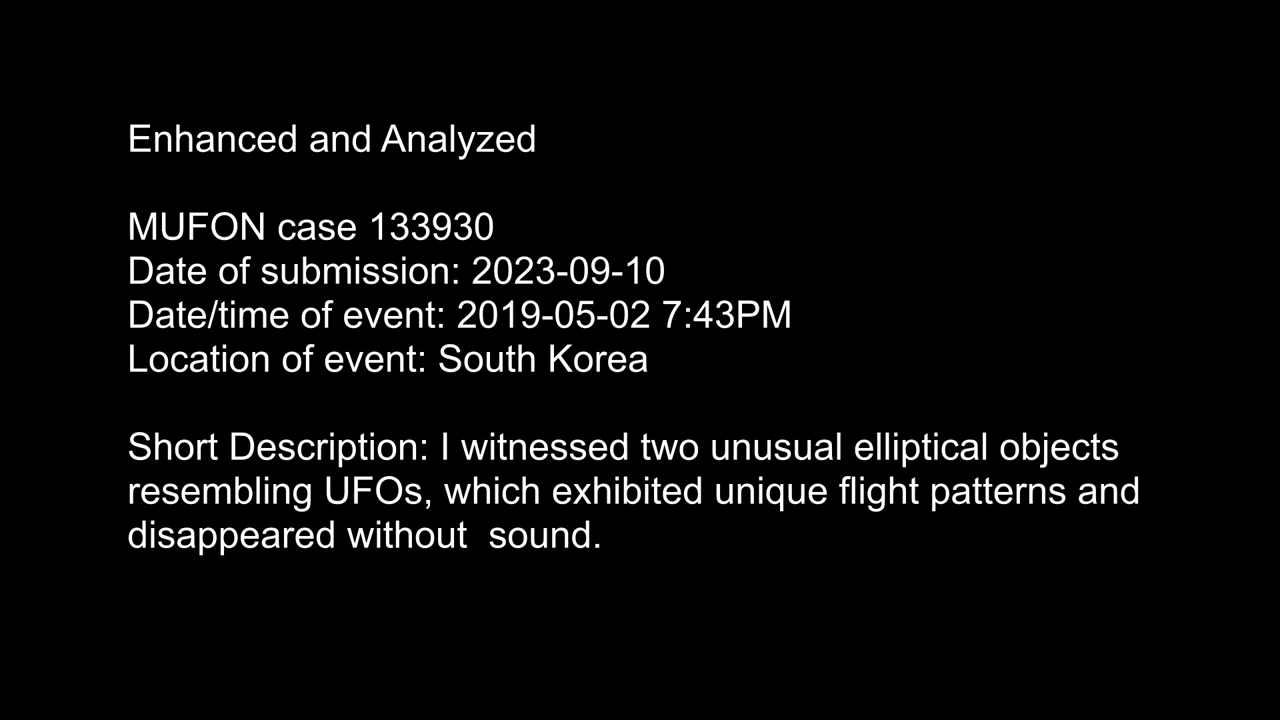 Enhanced and Analyzed
MUFON case 133930
Date of submission: 2023-09-10
Date/time of event: 2019-05-02 7:43PM
Location of event: South Korea
Short Description: I witnessed two unusual elliptical objects
resembling UFOs, which exhibited unique flight patterns and
disappeared without  sound.